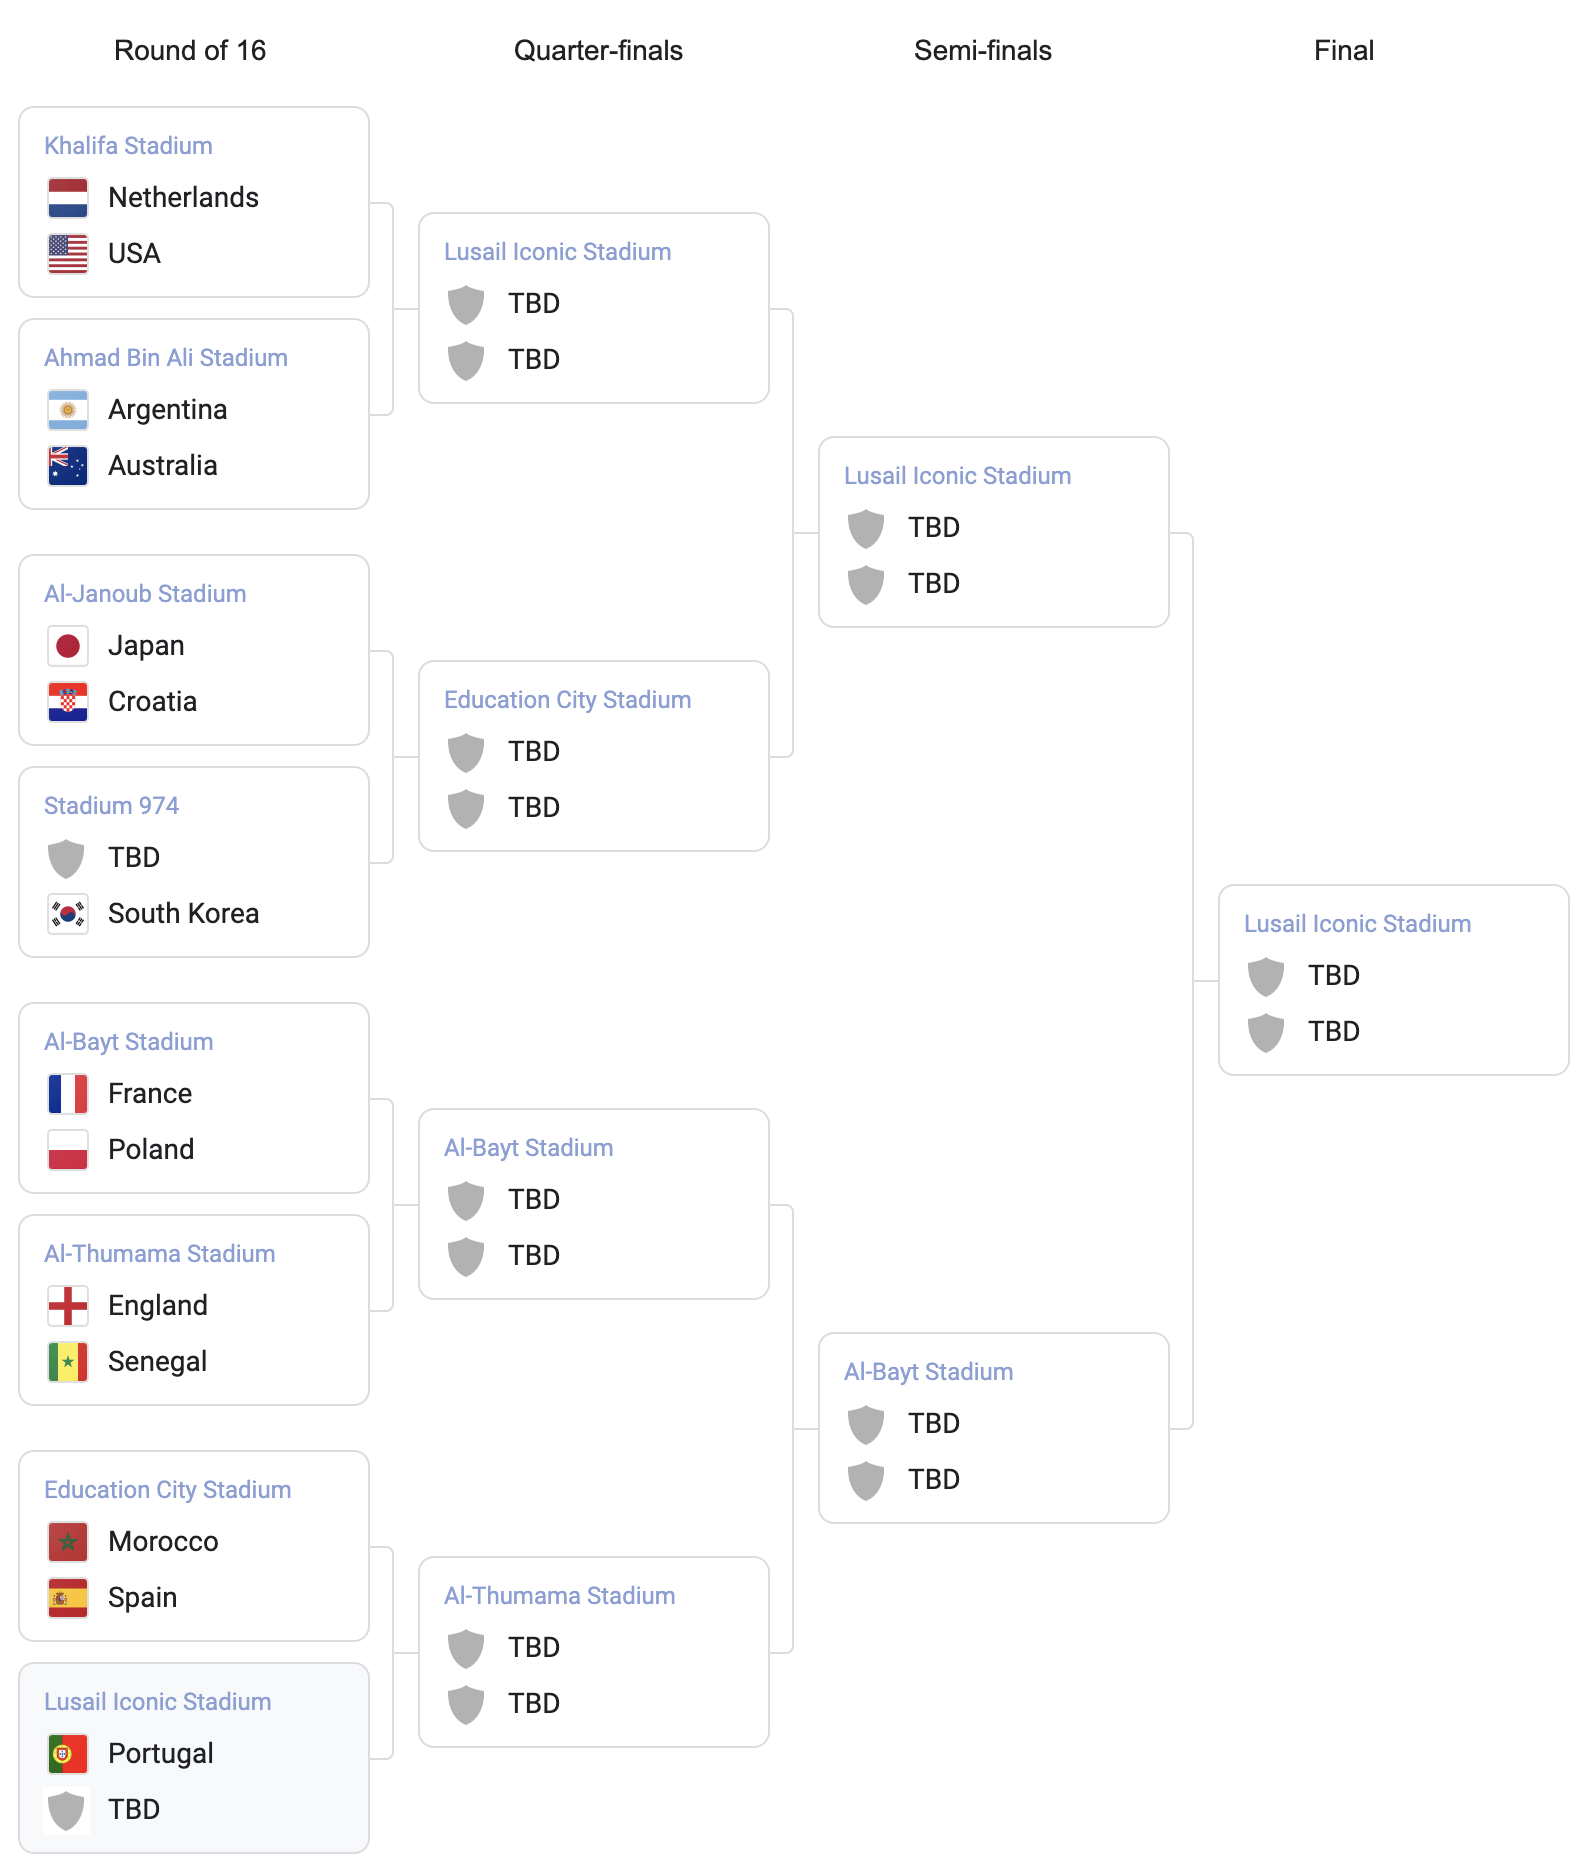 Round of 16
Quarter-finals
Semi-finals
Final
Khalifa Stadium
Netherlands
USA
Ahmad Bin Ali Stadium
Argentina
Australia
Al-Janoub Stadium
Japan
Croatia
Stadium 974
TBD
South Korea
Al-Bayt Stadium
France
Poland
Al-Thumama Stadium
England
Senegal
Education City Stadium
Morocco
Spain
Lusail Iconic Stadium
Portugal
TBD
Lusail Iconic Stadium
TBD
TBD
Education City Stadium
TBD
TBD
Al-Bayt Stadium
TBD
TBD
Al-Thumama Stadium
TBD
TBD
Lusail Iconic Stadium
TBD
TBD
Al-Bayt Stadium
TBD
TBD
Lusail Iconic Stadium
TBD
TBD